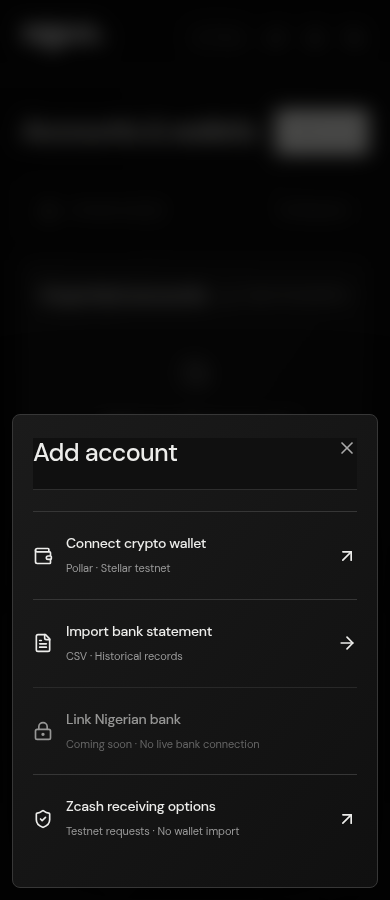 Add account
Connect crypto wallet
Pollar · Stellar testnet
Import bank statement
CSV · Historical records
Link Nigerian bank
Coming soon · No live bank connection
Zcash receiving options
Testnet requests · No wallet import